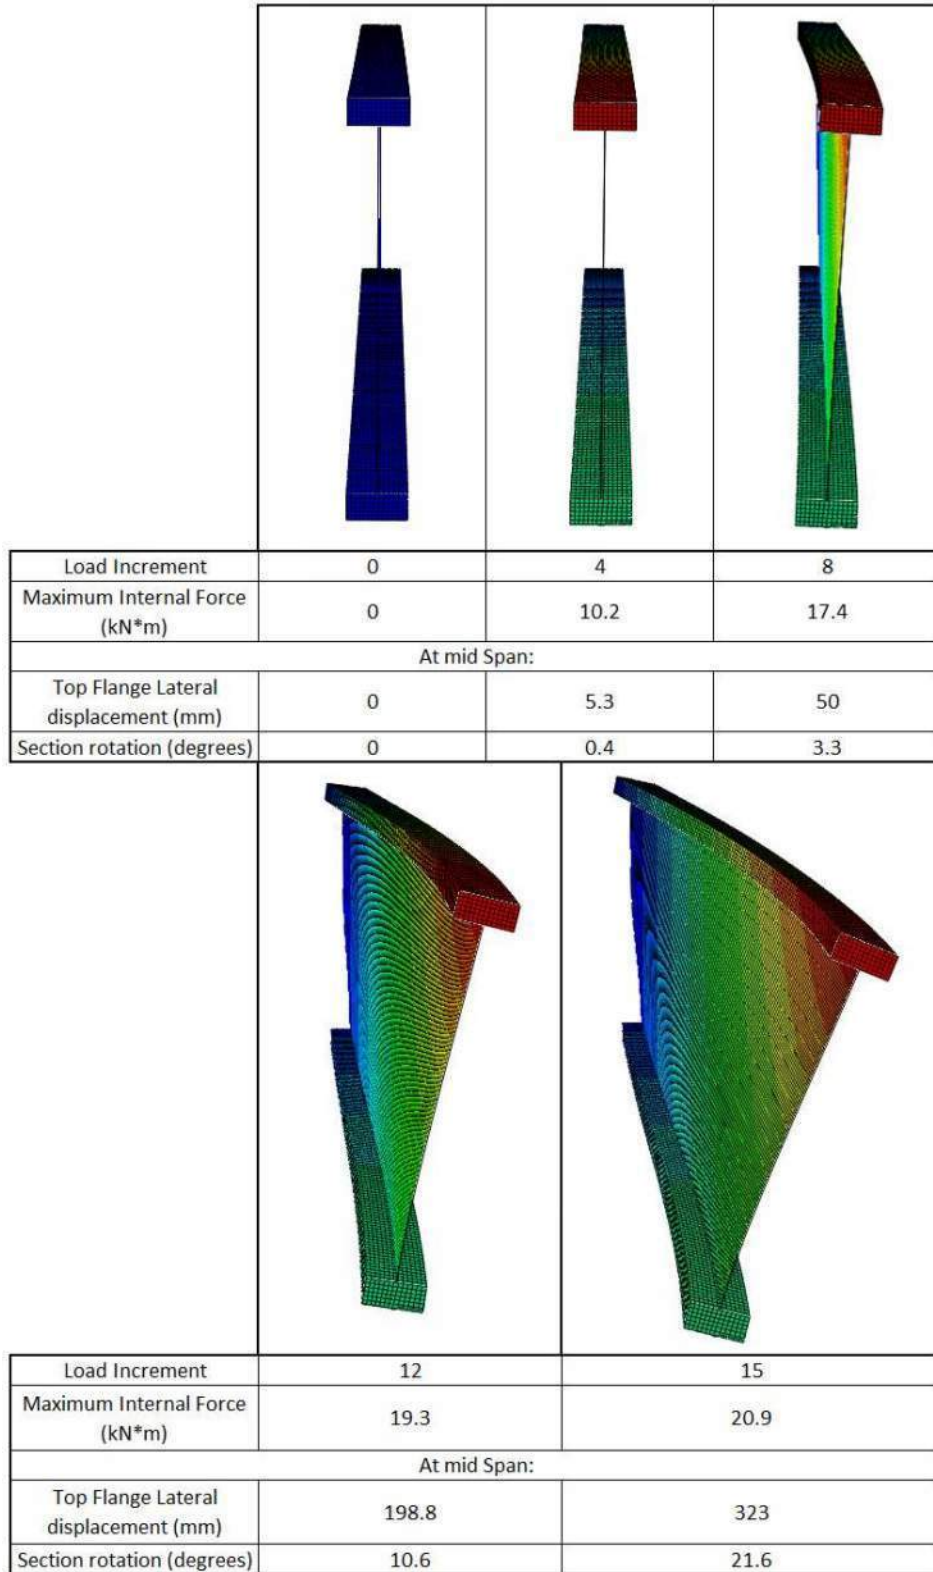 Load Increment 0 4 8
Maximum Internal Force
(kN*m) 0 10.2 17.4
At mid Span:
Top Flange Lateral
displacement (mm) 0 5.3 50
Section rotation (degrees) 0 0.4 3.3
Load Increment 12 15
Maximum Internal Force
(kN*m) 19.3 20.9
At mid Span:
Top Flange Lateral
displacement (mm) 198.8 323
Section rotation (degrees) 10.6 21.6